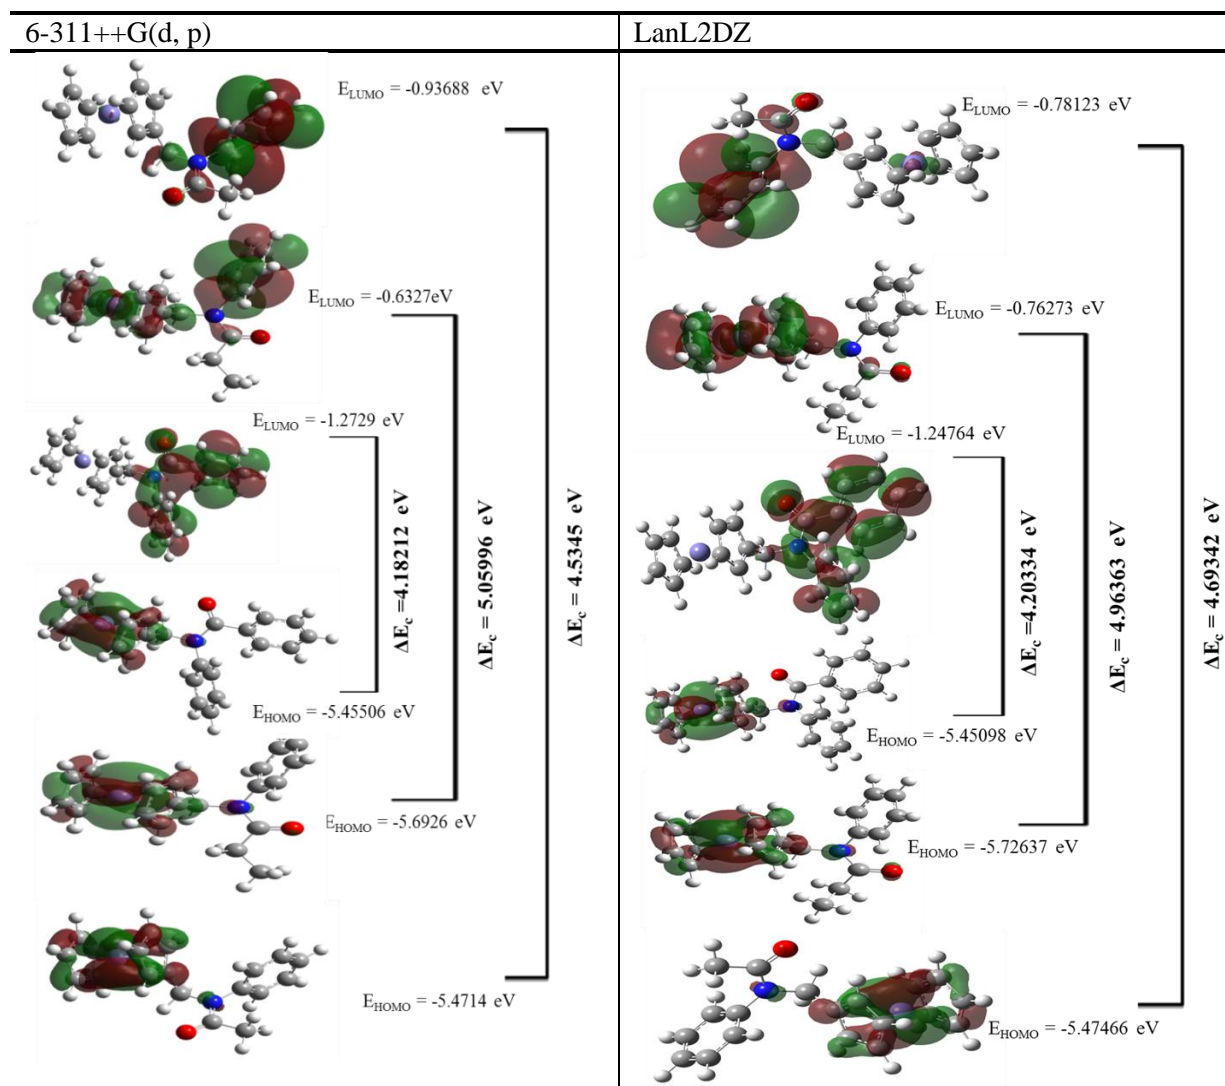 6-311++G(d, p)
E_LUMO = -0.93688 eV
E_LUMO = -0.6327eV
E_LUMO = -1.2729 eV
ΔE_c =4.18212 eV
ΔE_c = 5.05996 eV
ΔE_c = 4.5345 eV
E_HOMO = -5.45506 eV
E_HOMO = -5.6926 eV
E_HOMO = -5.4714 eV
LanL2DZ
E_LUMO = -0.78123 eV
E_LUMO = -0.76273 eV
E_LUMO = -1.24764 eV
ΔE_c =4.20334 eV
ΔE_c = 4.96363 eV
ΔE_c = 4.69342 eV
E_HOMO = -5.45098 eV
E_HOMO = -5.72637 eV
E_HOMO = -5.47466 eV